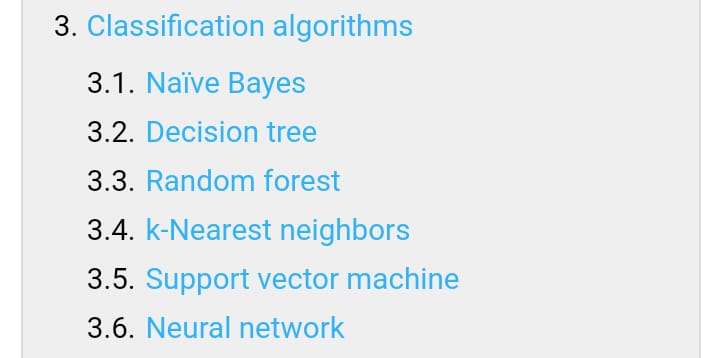 3. Classification algorithms
3.1. Naïve Bayes
3.2. Decision tree
3.3. Random forest
3.4. k-Nearest neighbors
3.5. Support vector machine
3.6. Neural network